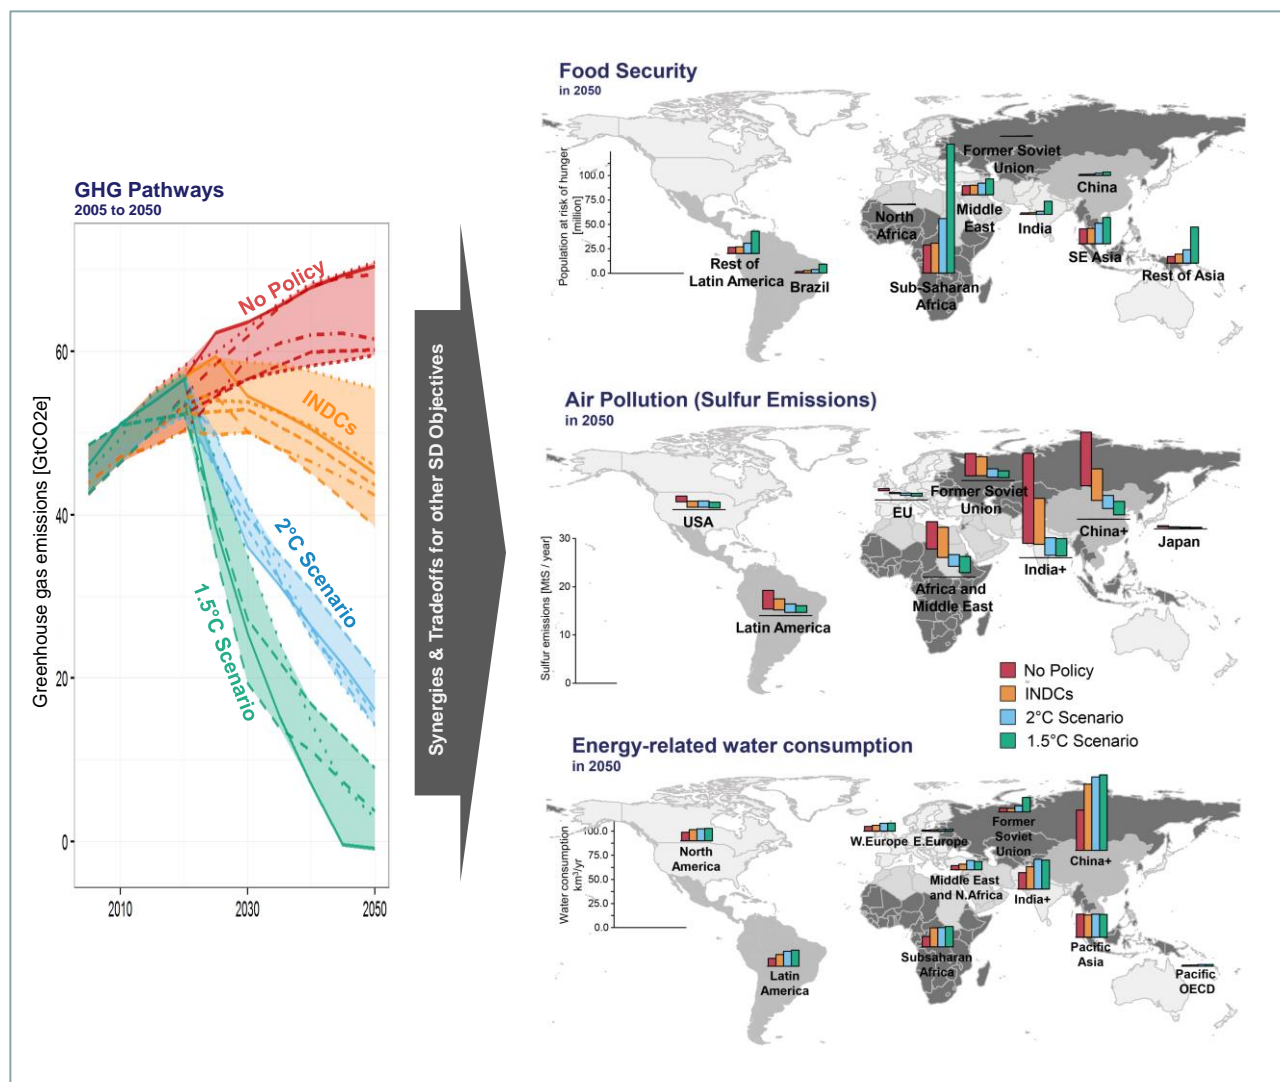 GHG Pathways
2005 to 2050
Greenhouse gas emissions [GtCO2e]
60
40
20
0
2010
2030
2050
No Policy
INDCs
2°C Scenario
1.5°C Scenario
Synergies & Tradeoffs for other SD Objectives
Food Security
in 2050
Population at risk of hunger
[million]
100.0
75.0
50.0
25.0
0.0
Rest of
Latin America
Brazil
North
Africa
Sub-Saharan
Africa
Former Soviet
Union
Middle
East
China
India
SE Asia
Rest of Asia
Air Pollution (Sulfur Emissions)
in 2050
Sulfur emissions [MtS / year]
30
20
10
0
USA
Latin America
EU
Former Soviet
Union
Africa and
Middle East
India+
China+
Japan
No Policy
INDCs
2°C Scenario
1.5°C Scenario
Energy-related water consumption
in 2050
Water consumption
km³/yr
100.0
75.0
50.0
25.0
0.0
North
America
Latin
America
W.Europe
E.Europe
Former
Soviet
Union
Middle East
and N.Africa
Subsaharan
Africa
India+
China+
Pacific
Asia
Pacific
OECD